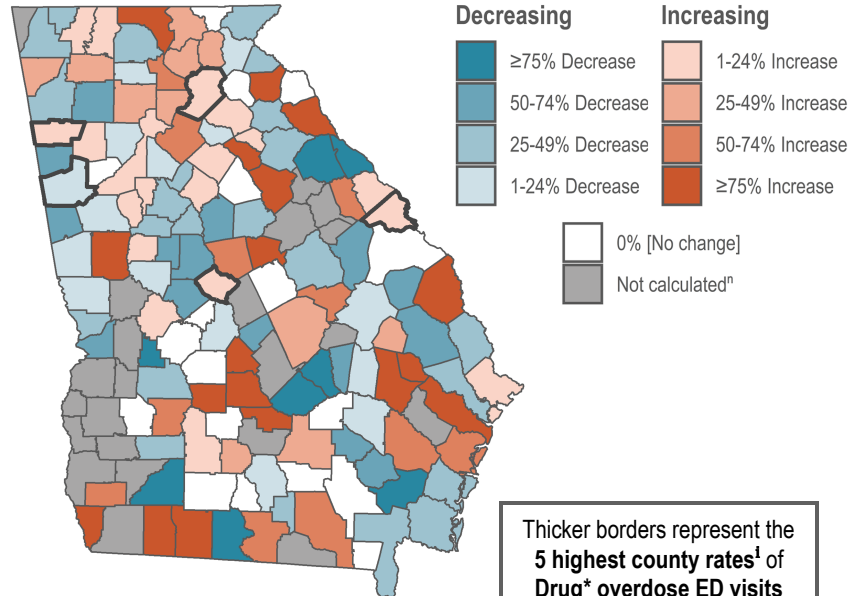 Decreasing
≥75% Decrease
50-74% Decrease
25-49% Decrease
1-24% Decrease
Increasing
1-24% Increase
25-49% Increase
50-74% Increase
≥75% Increase
0% [No change]
Not calculatedⁿ
Thicker borders represent the
5 highest county rates¹ of
Drug* overdose ED visits